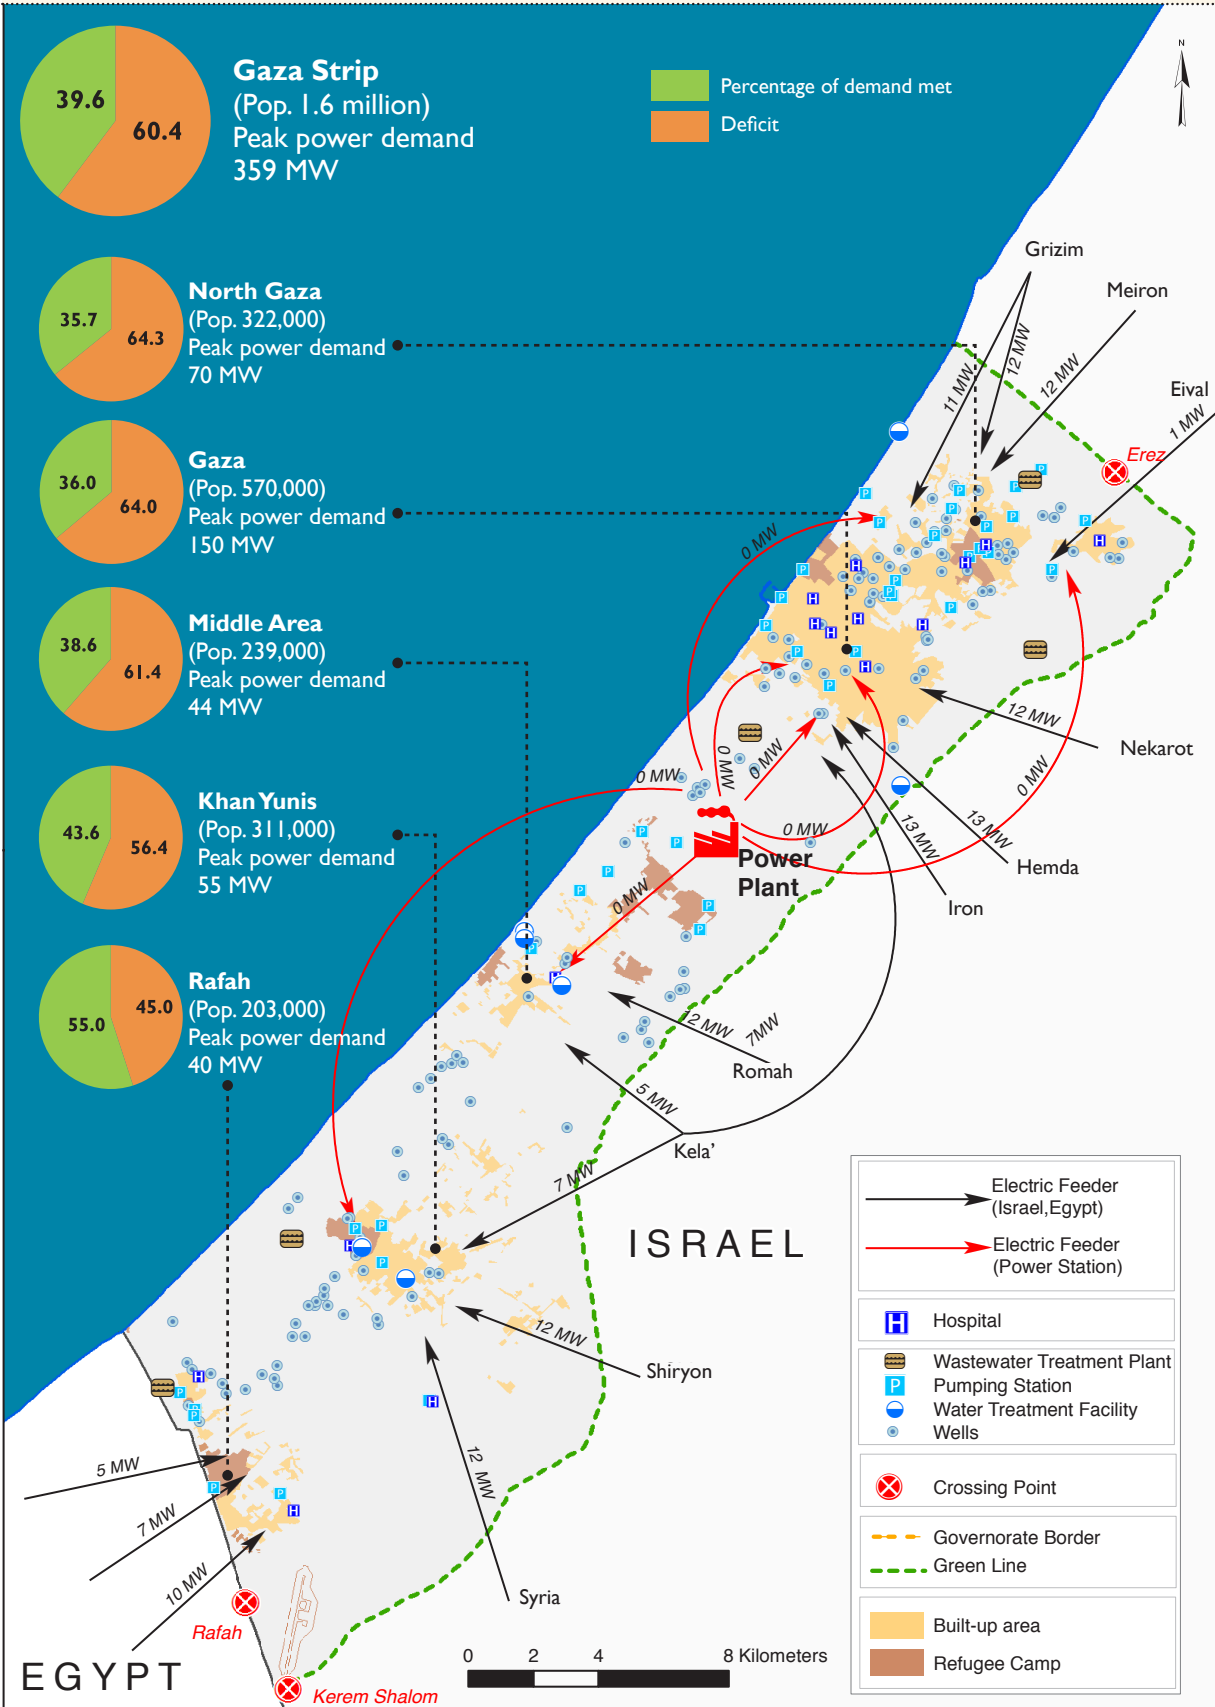 39.6
60.4
Gaza Strip
(Pop. 1.6 million)
Peak power demand
359 MW
Percentage of demand met
Deficit
N
35.7
64.3
North Gaza
(Pop. 322,000)
Peak power demand
70 MW
36.0
64.0
Gaza
(Pop. 570,000)
Peak power demand
150 MW
38.6
61.4
Middle Area
(Pop. 239,000)
Peak power demand
44 MW
43.6
56.4
Khan Yunis
(Pop. 311,000)
Peak power demand
55 MW
55.0
45.0
Rafah
(Pop. 203,000)
Peak power demand
40 MW
Grizim
Meiron
Eival
11 MW
12 MW
12 MW
1 MW
Erez
0 MW
12 MW
Nekarot
0 MW
0 MW
0 MW
0 MW
0 MW
13 MW
13 MW
Hemda
Iron
Power
Plant
0 MW
12 MW
7MW
Romah
5 MW
Kela'
7 MW
ISRAEL
12 MW
Shiryon
12 MW
Syria
5 MW
7 MW
10 MW
Rafah
EGYPT
Kerem Shalom
0 2 4 8 Kilometers
Electric Feeder
(Israel,Egypt)
Electric Feeder
(Power Station)
H Hospital
Wastewater Treatment Plant
P Pumping Station
Water Treatment Facility
Wells
Crossing Point
Governorate Border
Green Line
Built-up area
Refugee Camp